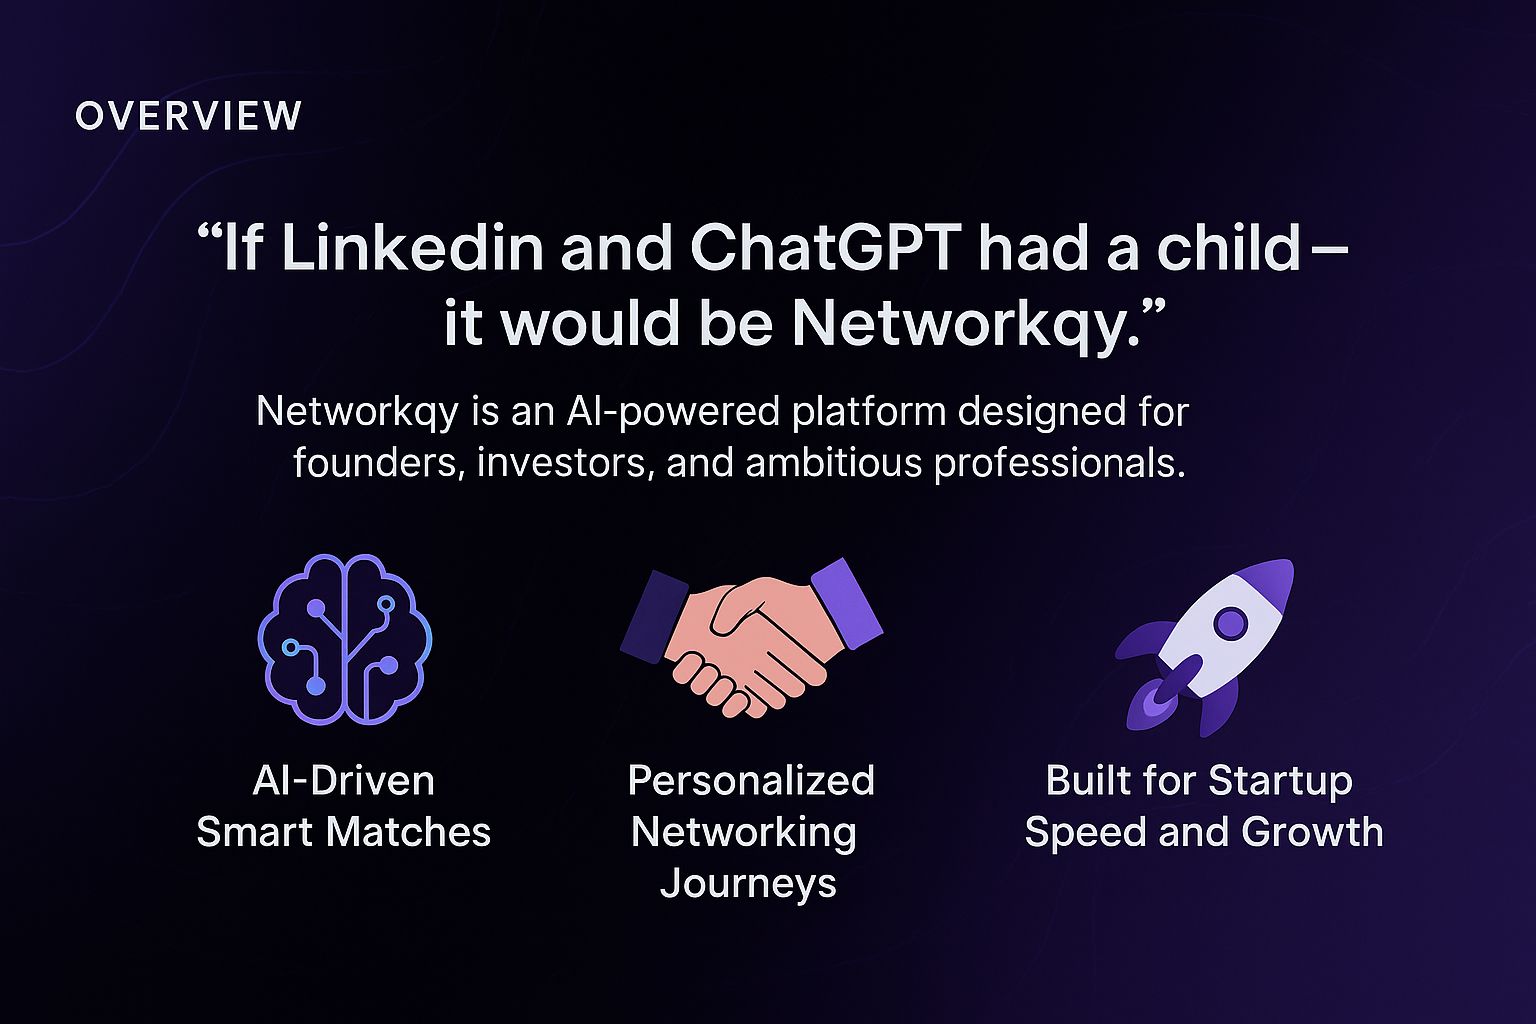 OVERVIEW
“If Linkedin and ChatGPT had a child–
it would be Networkqy.”
Networkqy is an AI-powered platform designed for
founders, investors, and ambitious professionals.
AI-Driven
Smart Matches
Personalized
Networking
Journeys
Built for Startup
Speed and Growth